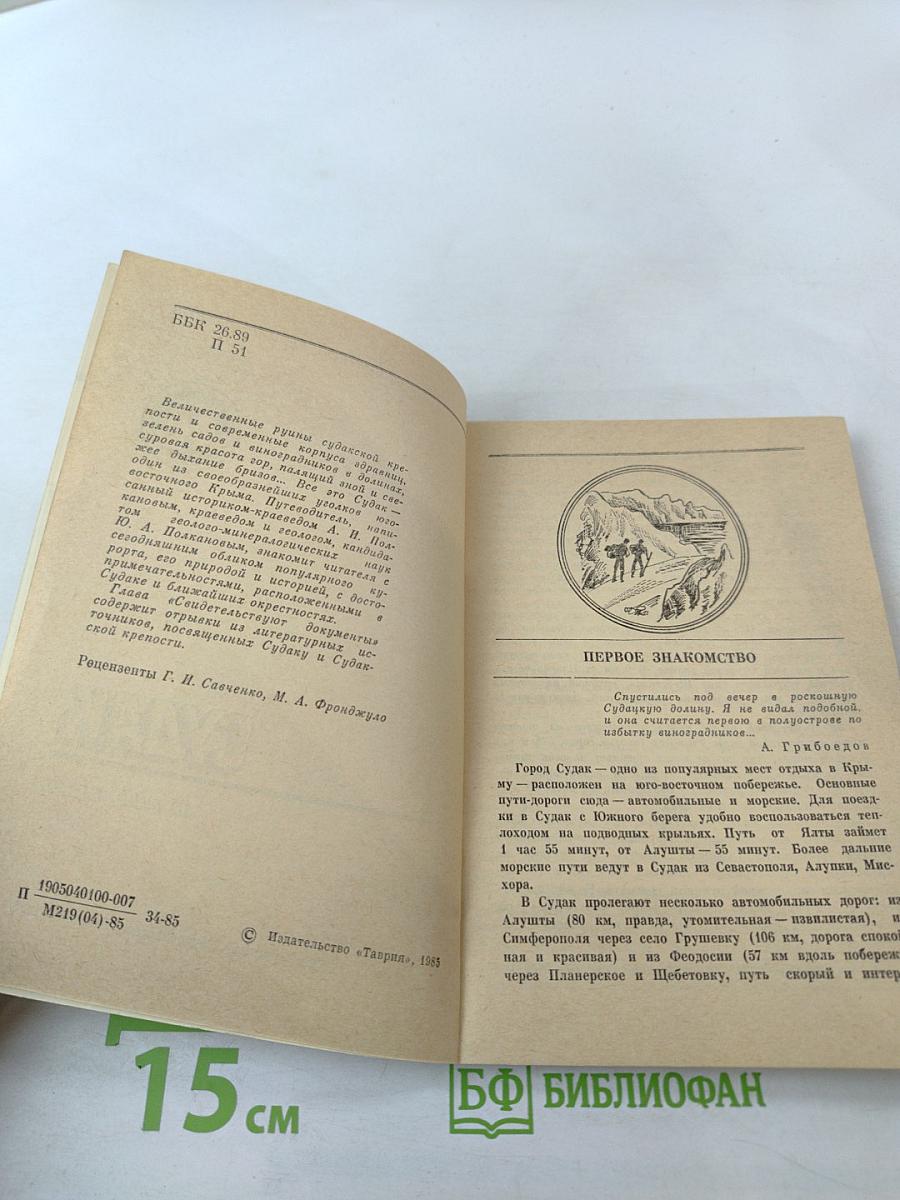 ББК 26.89
П 51
Величественные руины судакской кре-
пости и современные корпуса здравниц,
зелень садов и виноградников в долинах,
суровая красота гор, палящий зной и све-
жее дыхание бризов... Все это Судак —
один из своеобразнейших уголков юго-
восточного Крыма. Путеводитель, напи-
санный историком-краеведом А. И. Пол-
кановым, краеведом и геологом, кандида-
том геолого-минералогических наук
Ю. А. Полкановым, знакомит читателя с
сегодняшним обликом популярного ку-
рорта, его природой и историей, с досто-
примечательностями, расположенными в
Судаке и ближайших окрестностях.
Глава «Свидетельствуют документы»
содержит отрывки из литературных ис-
точников, посвященных Судаку и Судак-
ской крепости.
Рецензенты Г. И. Савченко, М. А. Фронджуло
П 1905040100-007
М219(04)-85 34-85
© Издательство «Таврия», 1985
ПЕРВОЕ ЗНАКОМСТВО
Спустились под вечер в роскошную
Судацкую долину. Я не видал подобной,
и она считается первою в полуострове по
избытку виноградников...
А. Грибоедов
Город Судак — одно из популярных мест отдыха в Кры-
му — расположен на юго-восточном побережье. Основные
пути-дороги сюда — автомобильные и морские. Для поезд-
ки в Судак с Южного берега удобно воспользоваться теп-
лоходом на подводных крыльях. Путь от Ялты займет
1 час 55 минут, от Алушты — 55 минут. Более дальние
морские пути ведут в Судак из Севастополя, Алупки, Мис-
хора.
В Судак пролегают несколько автомобильных дорог: из
Алушты (80 км, правда, утомительная — извилистая), и
Симферополя через село Грушевку (106 км, дорога спокой
ная и красивая) и из Феодосии (57 км вдоль побереж
через Планерское и Щебетовку, путь скорый и интер
15 см
БФ БИБЛИОФАН